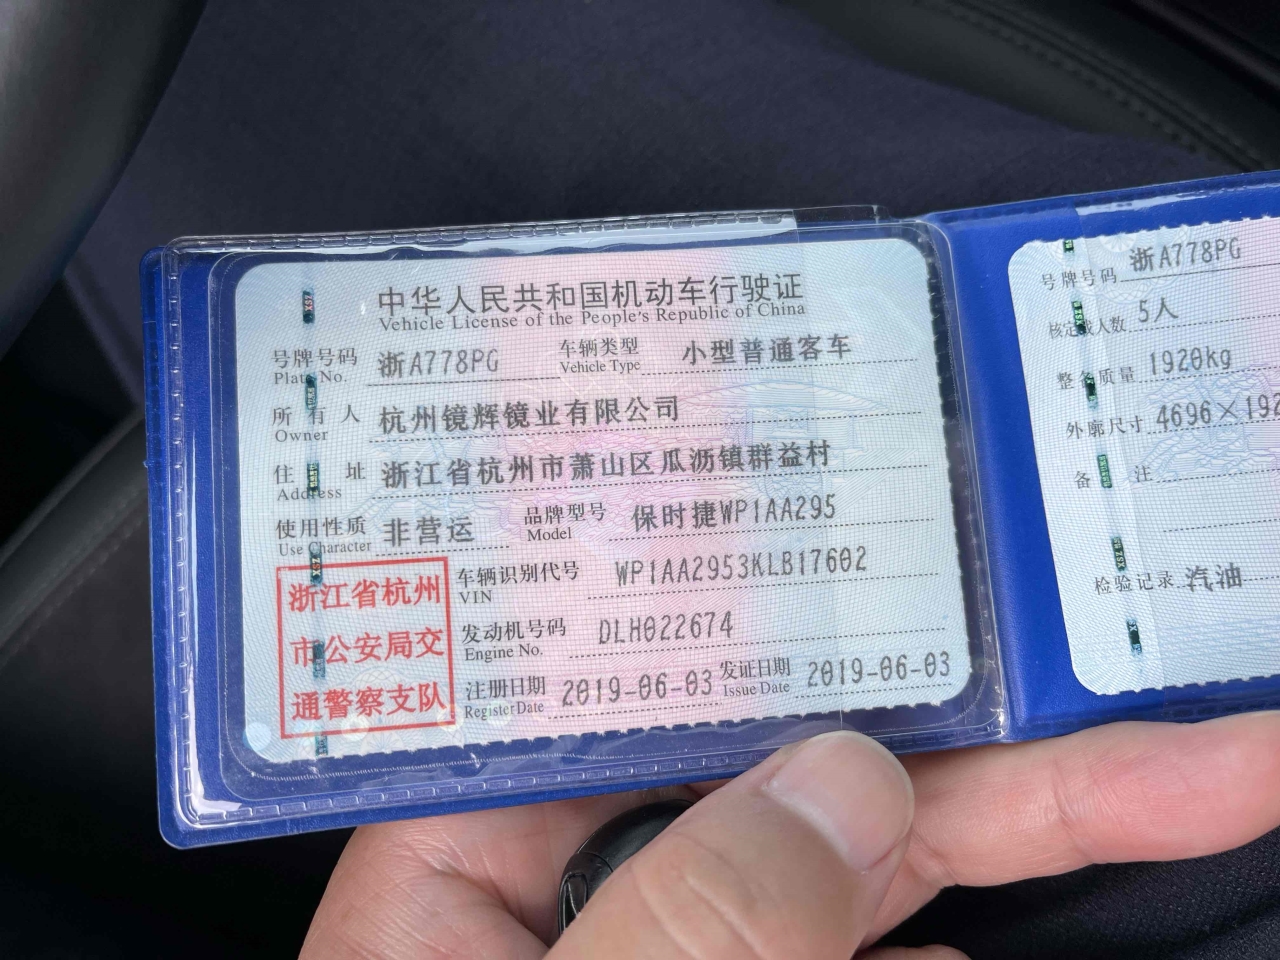 中华人民共和国机动车行驶证
Vehicle License of the People's Republic of China
号牌号码 浙A778PG 车辆类型 小型普通客车
Plate No. Vehicle Type
所有人 杭州镜辉镜业有限公司
Owner
住址 浙江省杭州市萧山区瓜沥镇群益村
Address
使用性质 非营运 品牌型号 保时捷WP1AA295
Use Character Model
浙江省杭州
市公安局交
通警察支队
车辆识别代号 WP1AA2953KLB17602
VIN
发动机号码 DLH022674
Engine No.
注册日期 2019-06-03 发证日期 2019-06-03
Register Date Issue Date
号牌号码 浙A778PG
核定载人数 5人
整备质量 1920kg
外廓尺寸 4696×192
备注
检验记录 汽油